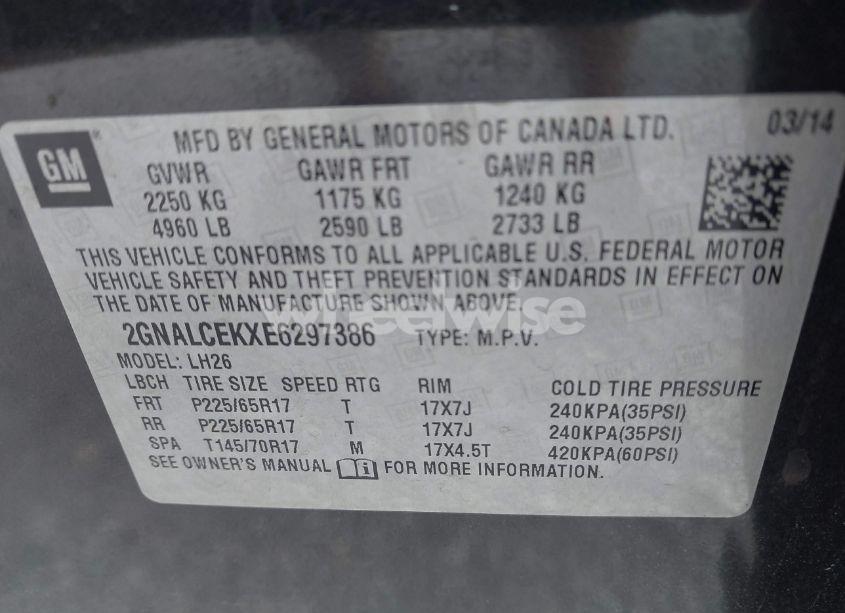 GM ® MFD BY GENERAL MOTORS OF CANADA LTD. 03/14
GVWR GAWR FRT GAWR RR
2250 KG 1175 KG 1240 KG
4960 LB 2590 LB 2733 LB
THIS VEHICLE CONFORMS TO ALL APPLICABLE U.S. FEDERAL MOTOR
VEHICLE SAFETY AND THEFT PREVENTION STANDARDS IN EFFECT ON
THE DATE OF MANUFACTURE SHOWN ABOVE.
wheelwise
2GNALCEKXE6297386 TYPE: M.P.V.
MODEL: LH26
LBCH TIRE SIZE SPEED RTG RIM COLD TIRE PRESSURE
FRT P225/65R17 T 17X7J 240KPA(35PSI)
RR P225/65R17 T 17X7J 240KPA(35PSI)
SPA T145/70R17 M 17X4.5T 420KPA(60PSI)
SEE OWNER'S MANUAL i FOR MORE INFORMATION.